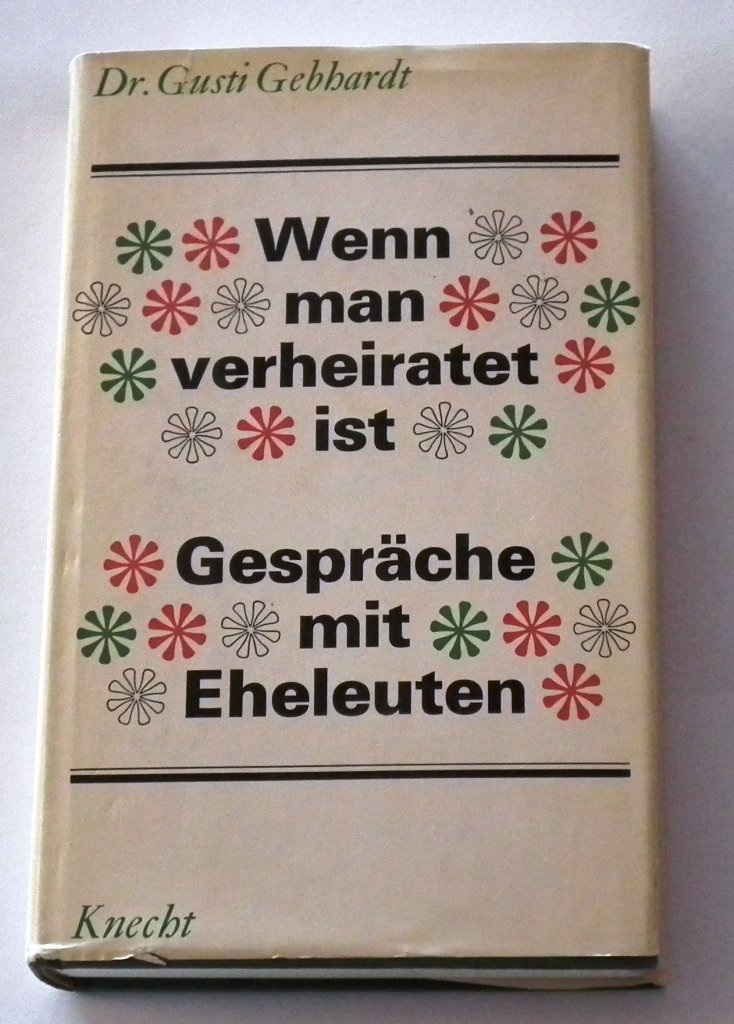 Dr. Gusti Gebhardt
Wenn
man
verheiratet
ist
Gespräche
mit
Eheleuten
Knecht